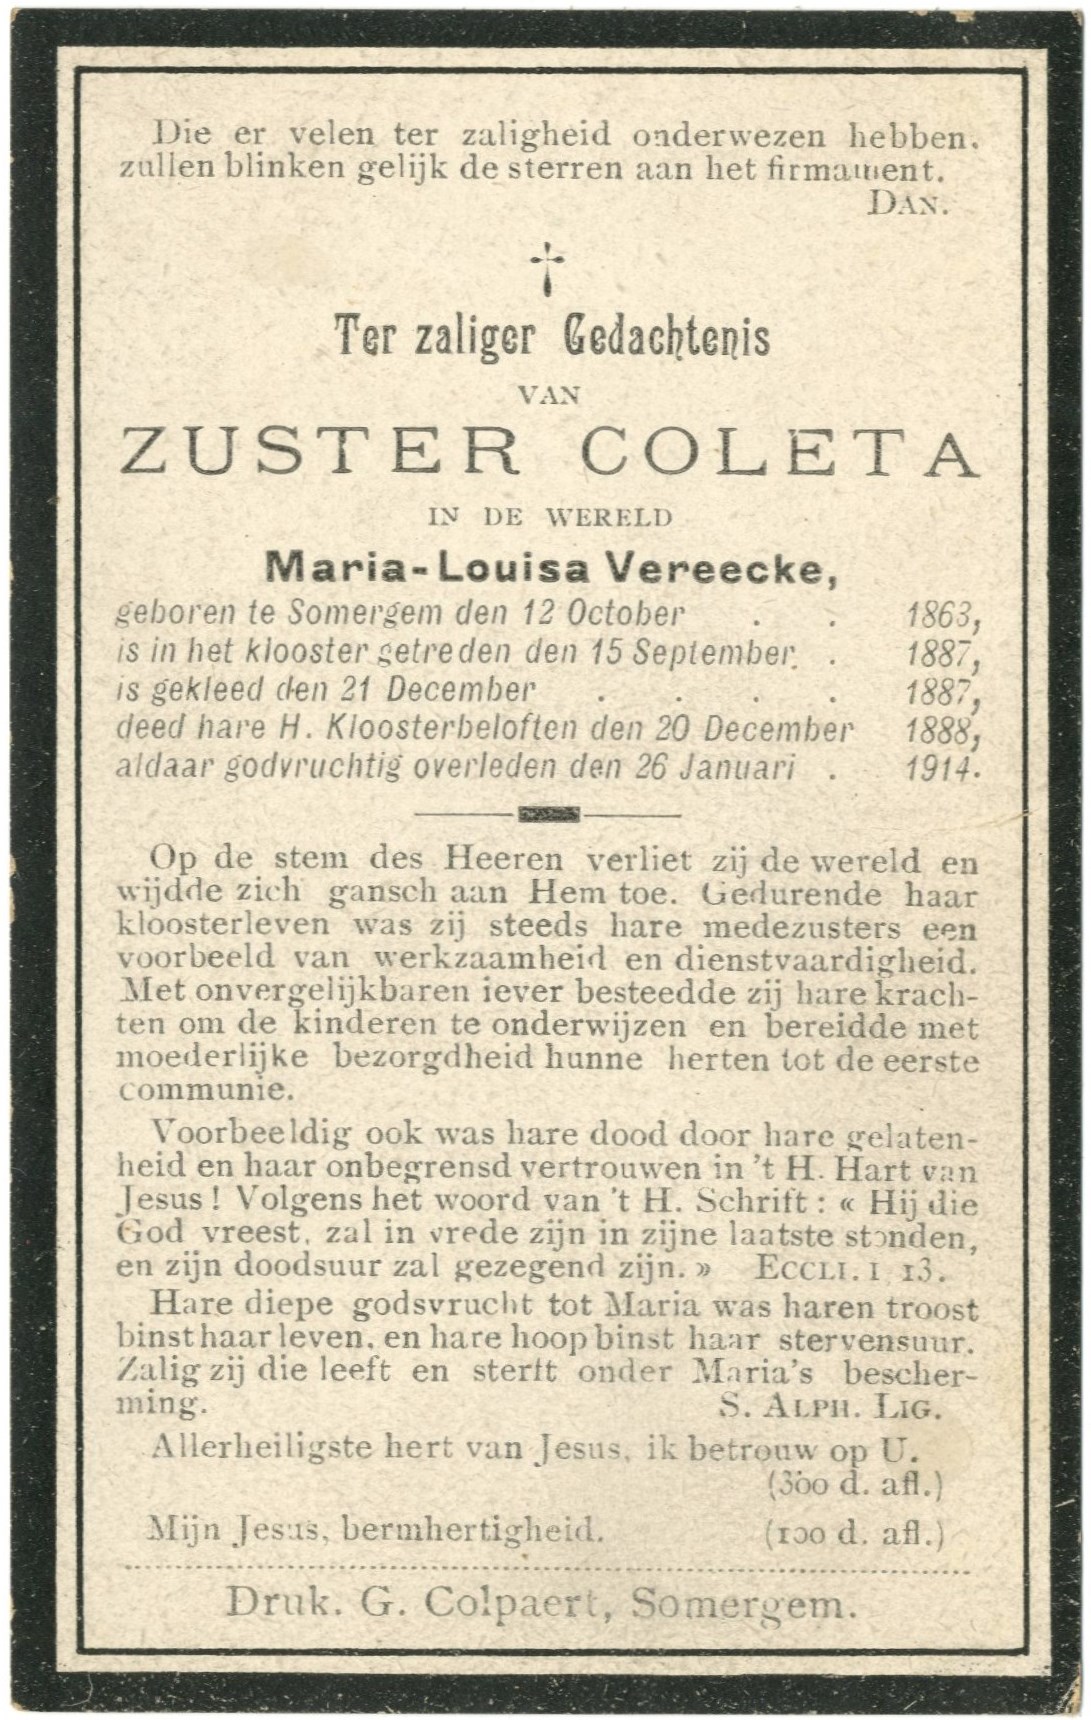 Die er velen ter zaligheid onderwezen hebben,
zullen blinken gelijk de sterren aan het firmament.
DAN.
Ter zaliger Gedachtenis
VAN
ZUSTER COLETA
IN DE WERELD
Maria-Louisa Vereecke,
geboren te Somergem den 12 October . . 1863,
is in het klooster getreden den 15 September . 1887,
is gekleed den 21 December . . . . 1887,
deed hare H. Kloosterbeloften den 20 December 1888,
aldaar godvruchtig overleden den 26 Januari . 1914.
Op de stem des Heeren verliet zij de wereld en
wijdde zich gansch aan Hem toe. Gedurende haar
kloosterleven was zij steeds hare medezusters een
voorbeeld van werkzaamheid en dienstvaardigheid.
Met onvergelijkbaren iever besteedde zij hare krach-
ten om de kinderen te onderwijzen en bereidde met
moederlijke bezorgdheid hunne herten tot de eerste
communie.
Voorbeeldig ook was hare dood door hare gelaten-
heid en haar onbegrensd vertrouwen in 't H. Hart van
Jesus ! Volgens het woord van 't H. Schrift : « Hij die
God vreest, zal in vrede zijn in zijne laatste stonden,
en zijn doodsuur zal gezegend zijn. » ECCLI. I 13.
Hare diepe godsvrucht tot Maria was haren troost
binst haar leven, en hare hoop binst haar stervensuur.
Zalig zij die leeft en sterft onder Maria's bescher-
ming. S. ALPH. LIG.
Allerheiligste hert van Jesus, ik betrouw op U.
(300 d. afl.)
Mijn Jesus, bermhertigheid. (100 d. afl.)
Druk. G. Colpaert, Somergem.